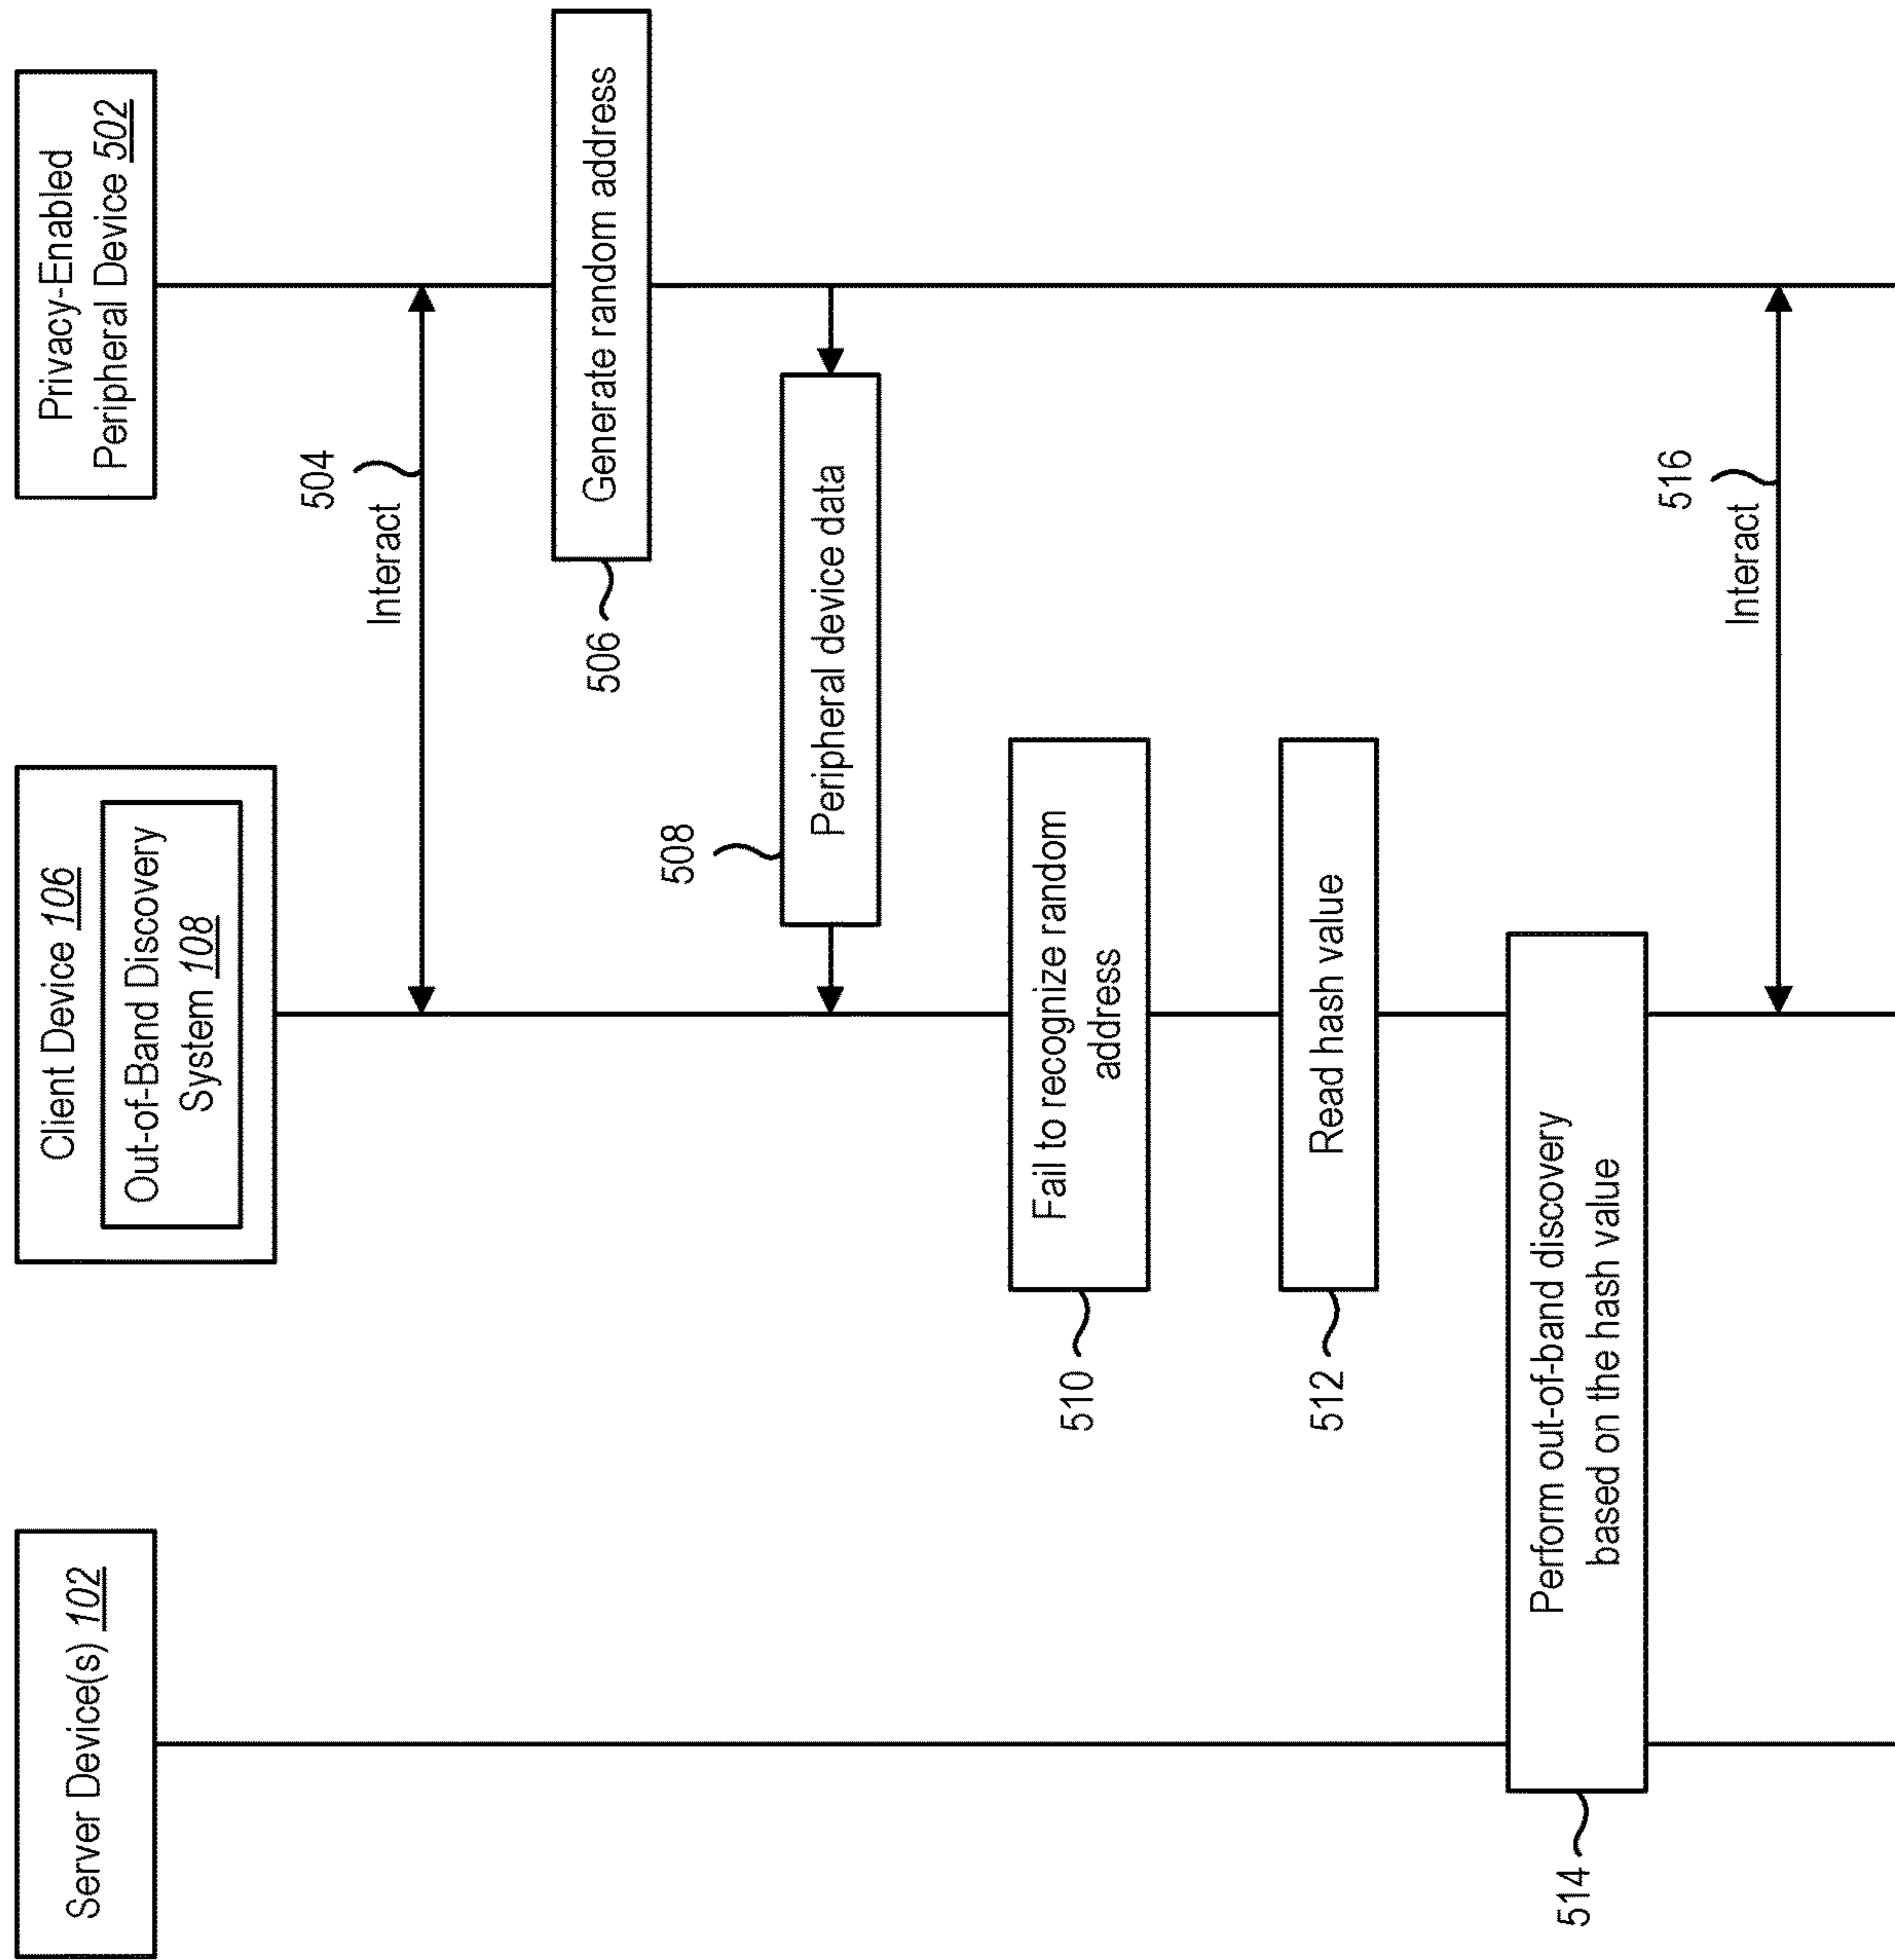 Server Device(s) 102
Client Device 106
Out-of-Band Discovery
System 108
Privacy-Enabled
Peripheral Device 502
504
Interact
506
Generate random address
508
Peripheral device data
510
Fail to recognize random
address
512
Read hash value
514
Perform out-of-band discovery
based on the hash value
516
Interact